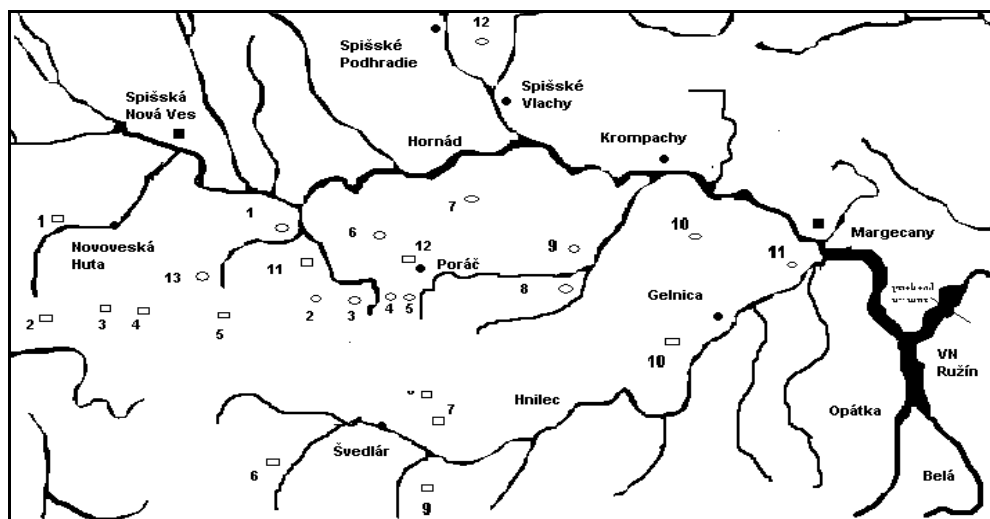 12
Spišské
Podhradie
Spišská
Nová Ves
Spišské
Vlachy
Hornád
Krompachy
1
1
7
Novoveská
Huta
6
12
9
10
Margecany
13
11
Poráč
11
8
Gelnica
2
3
4
5
2
3
4
5
10
VN
Ružín
7
Hnilec
Opátka
Švedlár
6
9
Belá